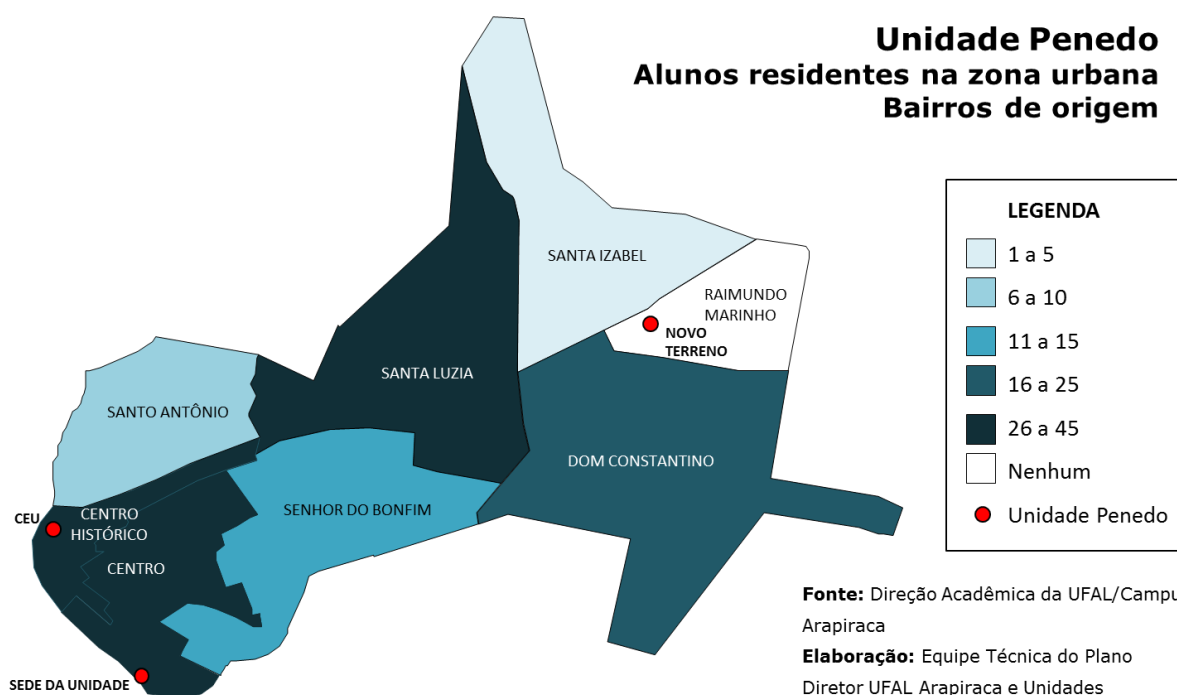 Unidade Penedo
Alunos residentes na zona urbana
Bairros de origem
LEGENDA
1 a 5
6 a 10
11 a 15
16 a 25
26 a 45
Nenhum
Unidade Penedo
SANTA IZABEL
RAIMUNDO
MARINHO
NOVO
TERRENO
SANTA LUZIA
SANTO ANTÔNIO
DOM CONSTANTINO
SENHOR DO BONFIM
CEU
CENTRO
HISTÓRICO
CENTRO
SEDE DA UNIDADE
Fonte: Direção Acadêmica da UFAL/Campu
Arapiraca
Elaboração: Equipe Técnica do Plano
Diretor UFAL Arapiraca e Unidades